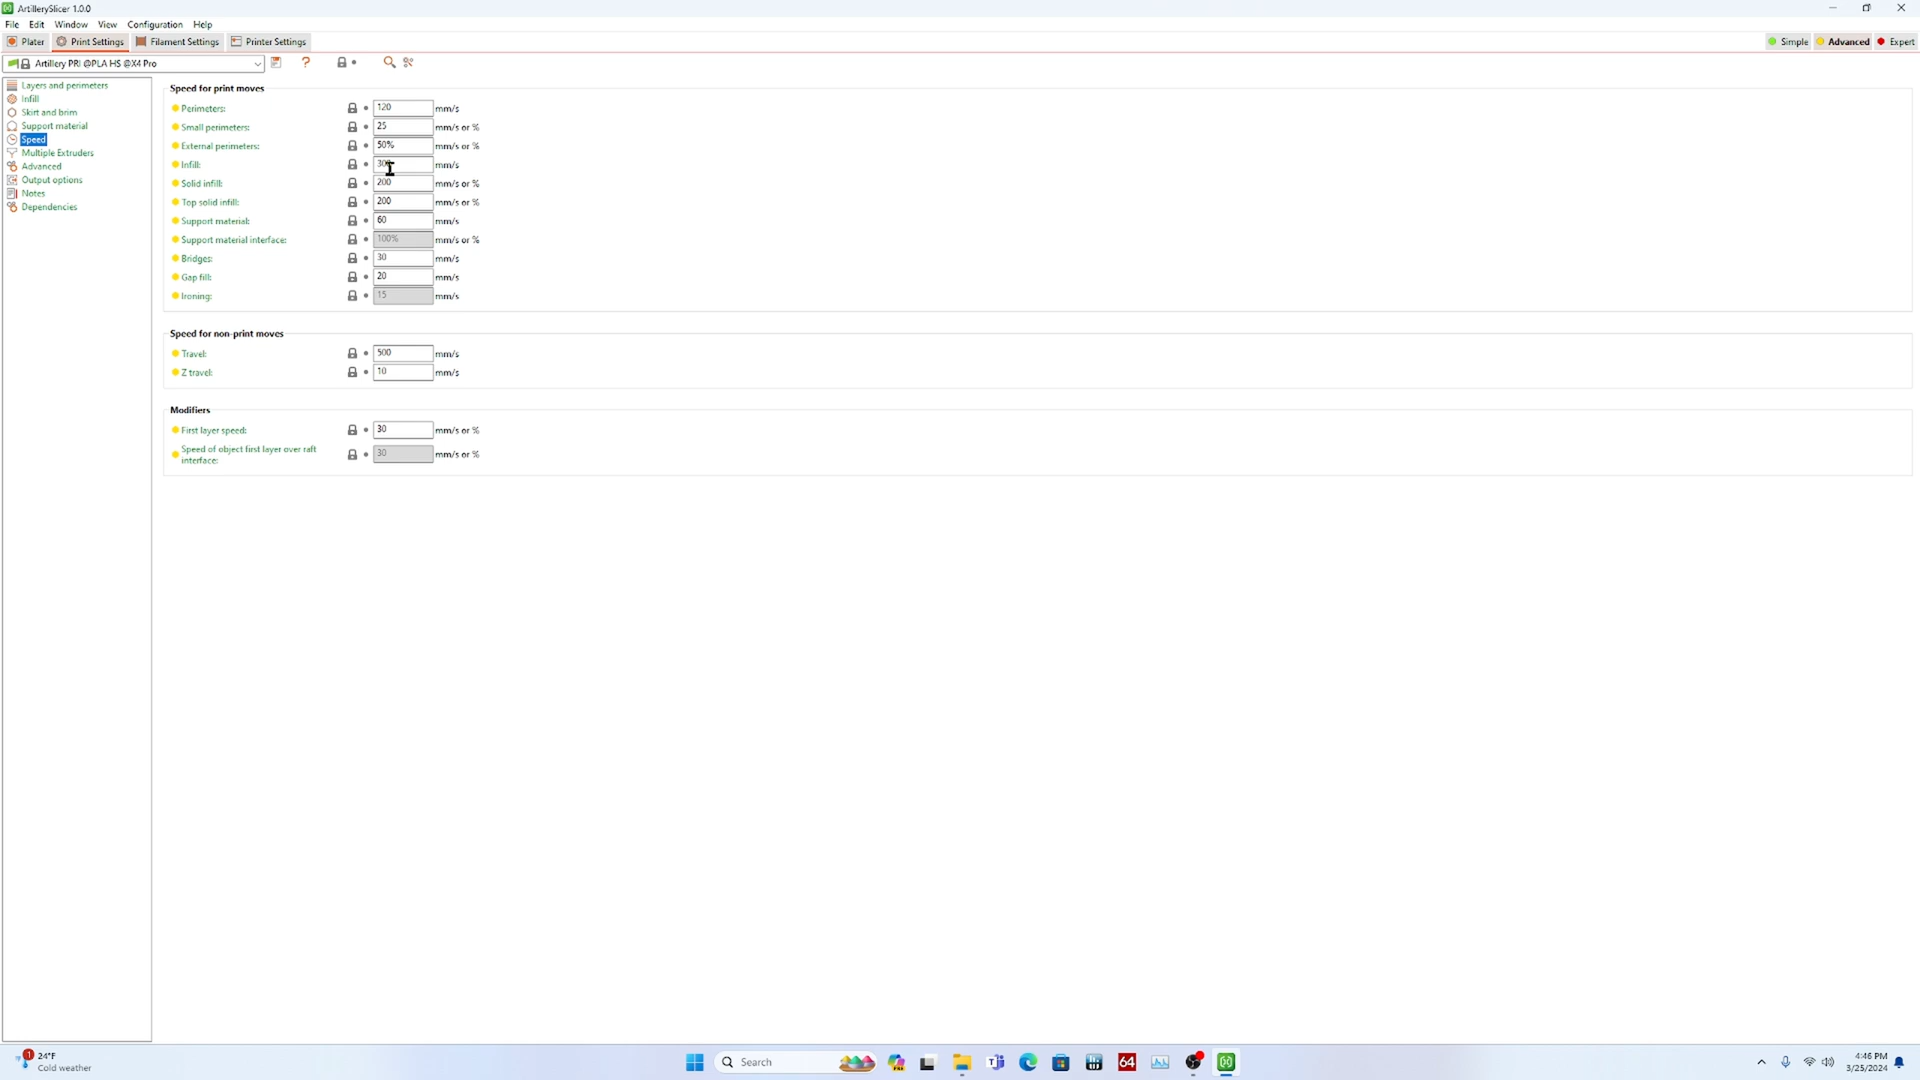 ArtillerySlicer 1.0.0
File Edit Window View Configuration Help
Plater Print Settings Filament Settings Printer Settings Simple Advanced Expert
Artillery PRI @PLA HS @X4 Pro ?
Layers and perimeters
Infill
Skirt and brim
Support material
Speed
Multiple Extruders
Advanced
Output options
Notes
Dependencies
Speed for print moves
Perimeters: 120 mm/s
Small perimeters: 25 mm/s or %
External perimeters: 50% mm/s or %
Infill: 300 mm/s
Solid infill: 200 mm/s or %
Top solid infill: 200 mm/s or %
Support material: 60 mm/s
Support material interface: 100% mm/s or %
Bridges: 30 mm/s
Gap fill: 20 mm/s
Ironing: 15 mm/s
Speed for non-print moves
Travel: 500 mm/s
Z travel: 10 mm/s
Modifiers
First layer speed: 30 mm/s or %
Speed of object first layer over raft
interface: 30 mm/s or %
1 24°F
Cold weather
Search
64
4:46 PM
3/25/2024